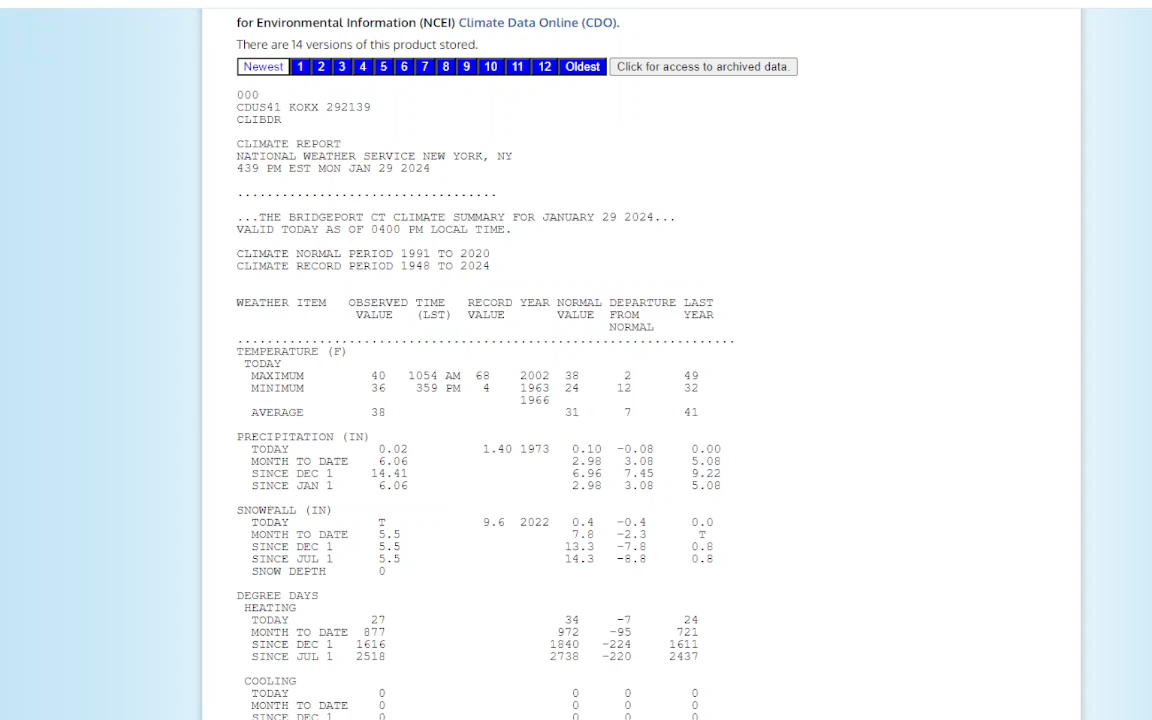 for Environmental Information (NCEI) Climate Data Online (CDO).
There are 14 versions of this product stored.
Newest 1 2 3 4 5 6 7 8 9 10 11 12 Oldest Click for access to archived data.
000
CDUS41 KOKX 292139
CLIBDR
CLIMATE REPORT
NATIONAL WEATHER SERVICE NEW YORK, NY
439 PM EST MON JAN 29 2024
...................................
...THE BRIDGEPORT CT CLIMATE SUMMARY FOR JANUARY 29 2024...
VALID TODAY AS OF 0400 PM LOCAL TIME.
CLIMATE NORMAL PERIOD 1991 TO 2020
CLIMATE RECORD PERIOD 1948 TO 2024
WEATHER ITEM OBSERVED TIME RECORD YEAR NORMAL DEPARTURE LAST
VALUE (LST) VALUE VALUE FROM YEAR
NORMAL
...................................................................
TEMPERATURE (F)
TODAY
MAXIMUM 40 1054 AM 68 2002 38 2 49
MINIMUM 36 359 PM 4 1963 24 12 32
1966
AVERAGE 38 31 7 41
PRECIPITATION (IN)
TODAY 0.02 1.40 1973 0.10 -0.08 0.00
MONTH TO DATE 6.06 2.98 3.08 5.08
SINCE DEC 1 14.41 6.96 7.45 9.22
SINCE JAN 1 6.06 2.98 3.08 5.08
SNOWFALL (IN)
TODAY T 9.6 2022 0.4 -0.4 0.0
MONTH TO DATE 5.5 7.8 -2.3 T
SINCE DEC 1 5.5 13.3 -7.8 0.8
SINCE JUL 1 5.5 14.3 -8.8 0.8
SNOW DEPTH 0
DEGREE DAYS
HEATING
TODAY 27 34 -7 24
MONTH TO DATE 877 972 -95 721
SINCE DEC 1 1616 1840 -224 1611
SINCE JUL 1 2518 2738 -220 2437
COOLING
TODAY 0 0 0 0
MONTH TO DATE 0 0 0 0
SINCE DEC 1 0 0 0 0